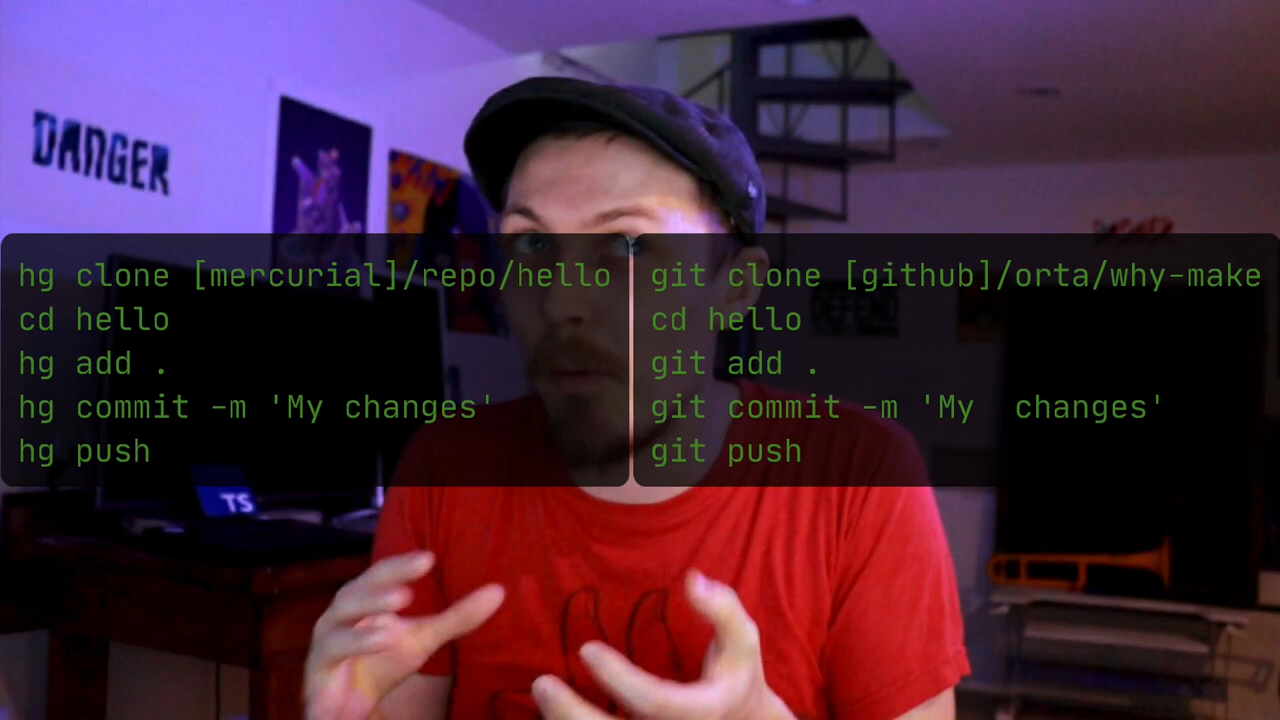 DANGER
hg clone [mercurial]/repo/hello
cd hello
hg add .
hg commit -m 'My changes'
hg push
git clone [github]/orta/why-make
cd hello
git add .
git commit -m 'My  changes'
git push
TS